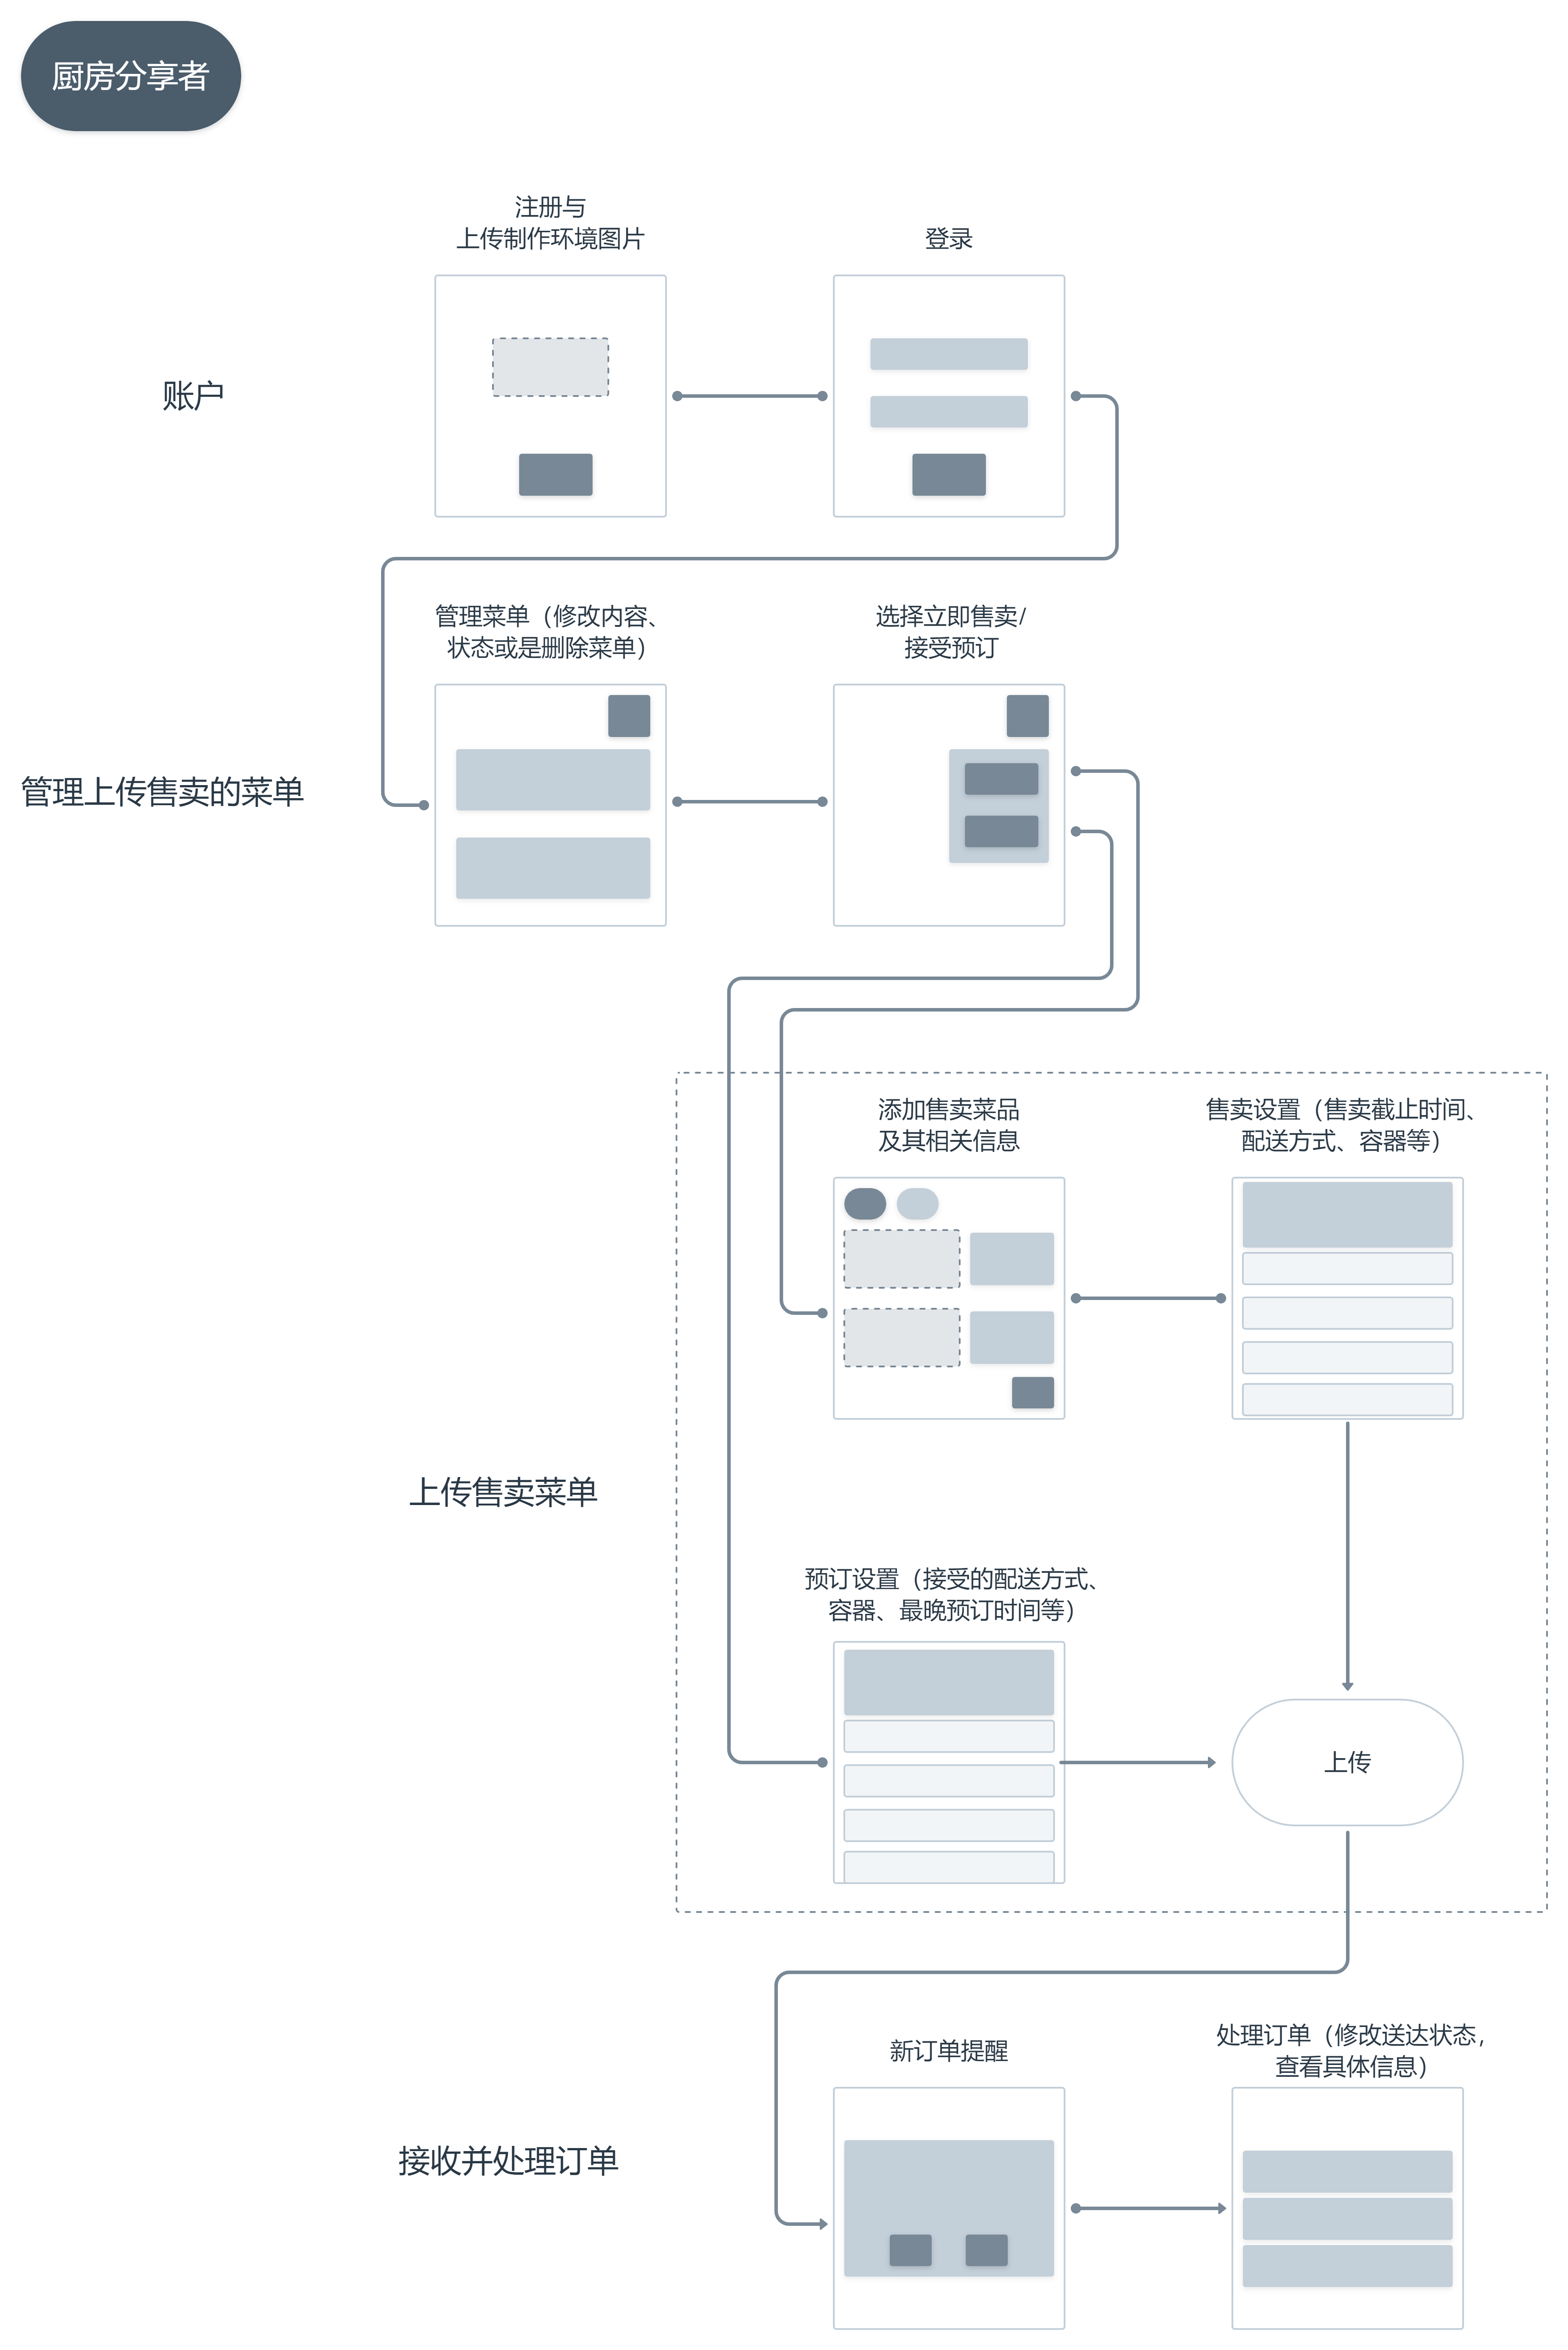 厨房分享者
注册与
上传制作环境图片
登录
账户
管理菜单（修改内容、
状态或是删除菜单）
选择立即售卖/
接受预订
管理上传售卖的菜单
添加售卖菜品
及其相关信息
售卖设置（售卖截止时间、
配送方式、容器等）
上传售卖菜单
预订设置（接受的配送方式、
容器、最晚预订时间等）
上传
新订单提醒
处理订单（修改送达状态，
查看具体信息）
接收并处理订单